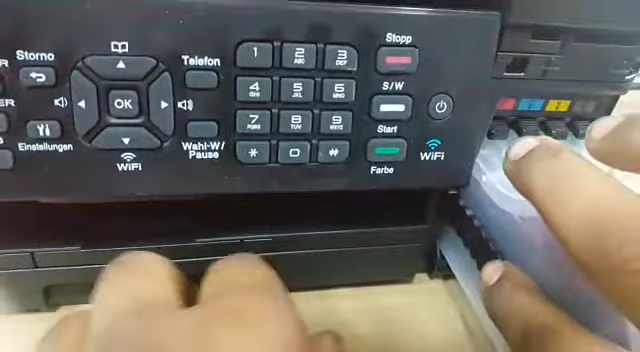 Storno
Telefon
Einstellungen
Wahl-W/
Pause
WiFi
OK
1
2
ABC
3
DEF
4
GHI
5
JKL
6
MNO
7
PQRS
8
TUV
9
WXYZ
*
0
#
Stopp
S/W
Start
Farbe
WiFi